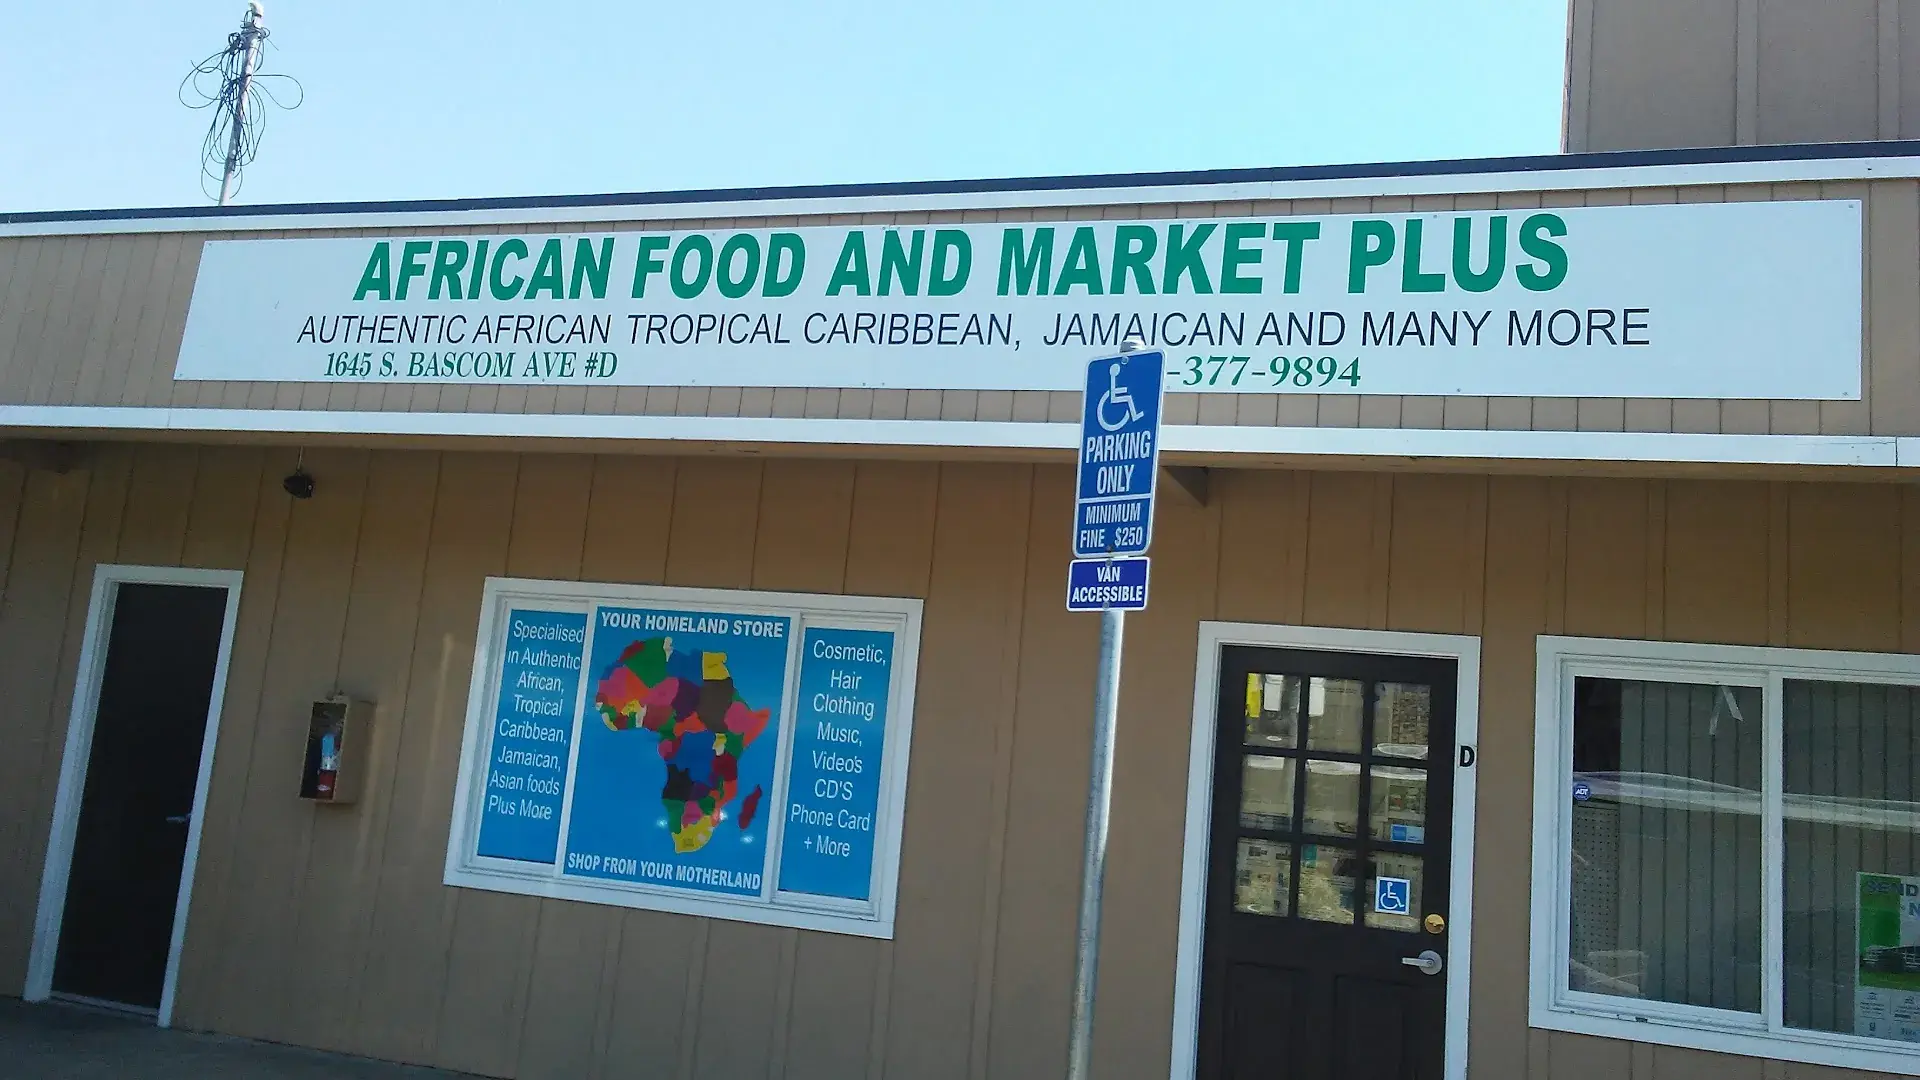 AFRICAN FOOD AND MARKET PLUS
AUTHENTIC AFRICAN TROPICAL CARIBBEAN, JAMAICAN AND MANY MORE
1645 S. BASCOM AVE #D
-377-9894
PARKING
ONLY
MINIMUM
FINE $250
VAN
ACCESSIBLE
Specialised
in Authentic
African,
Tropical
Caribbean,
Jamaican,
Asian foods
Plus More
YOUR HOMELAND STORE
SHOP FROM YOUR MOTHERLAND
Cosmetic,
Hair
Clothing
Music,
Video's
CD'S
Phone Card
+ More
D
ADT
SEND